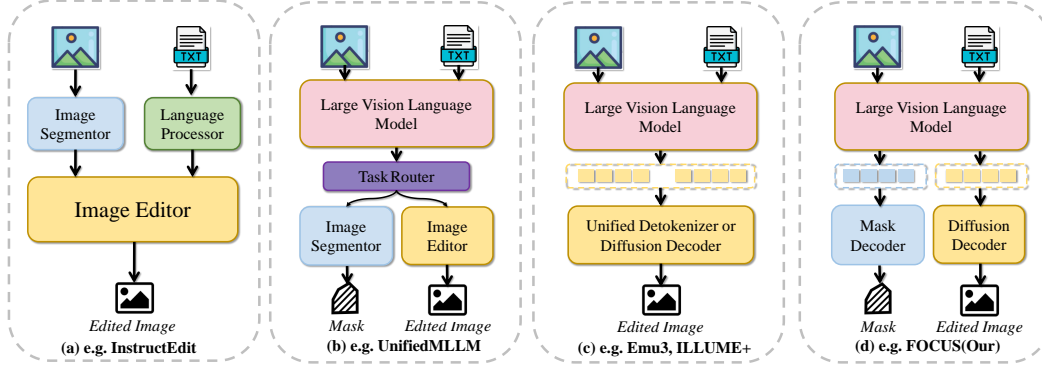 TXT
Image
Segmentor
Language
Processor
Image Editor
Edited Image
(a) e.g. InstructEdit
TXT
Large Vision Language
Model
Task Router
Image
Segmentor
Image
Editor
Mask
Edited Image
(b) e.g. UnifiedMLLM
TXT
Large Vision Language
Model
Unified Detokenizer or
Diffusion Decoder
Edited Image
(c) e.g. Emu3, ILLUME+
TXT
Large Vision Language
Model
Mask
Decoder
Diffusion
Decoder
Mask
Edited Image
(d) e.g. FOCUS(Our)